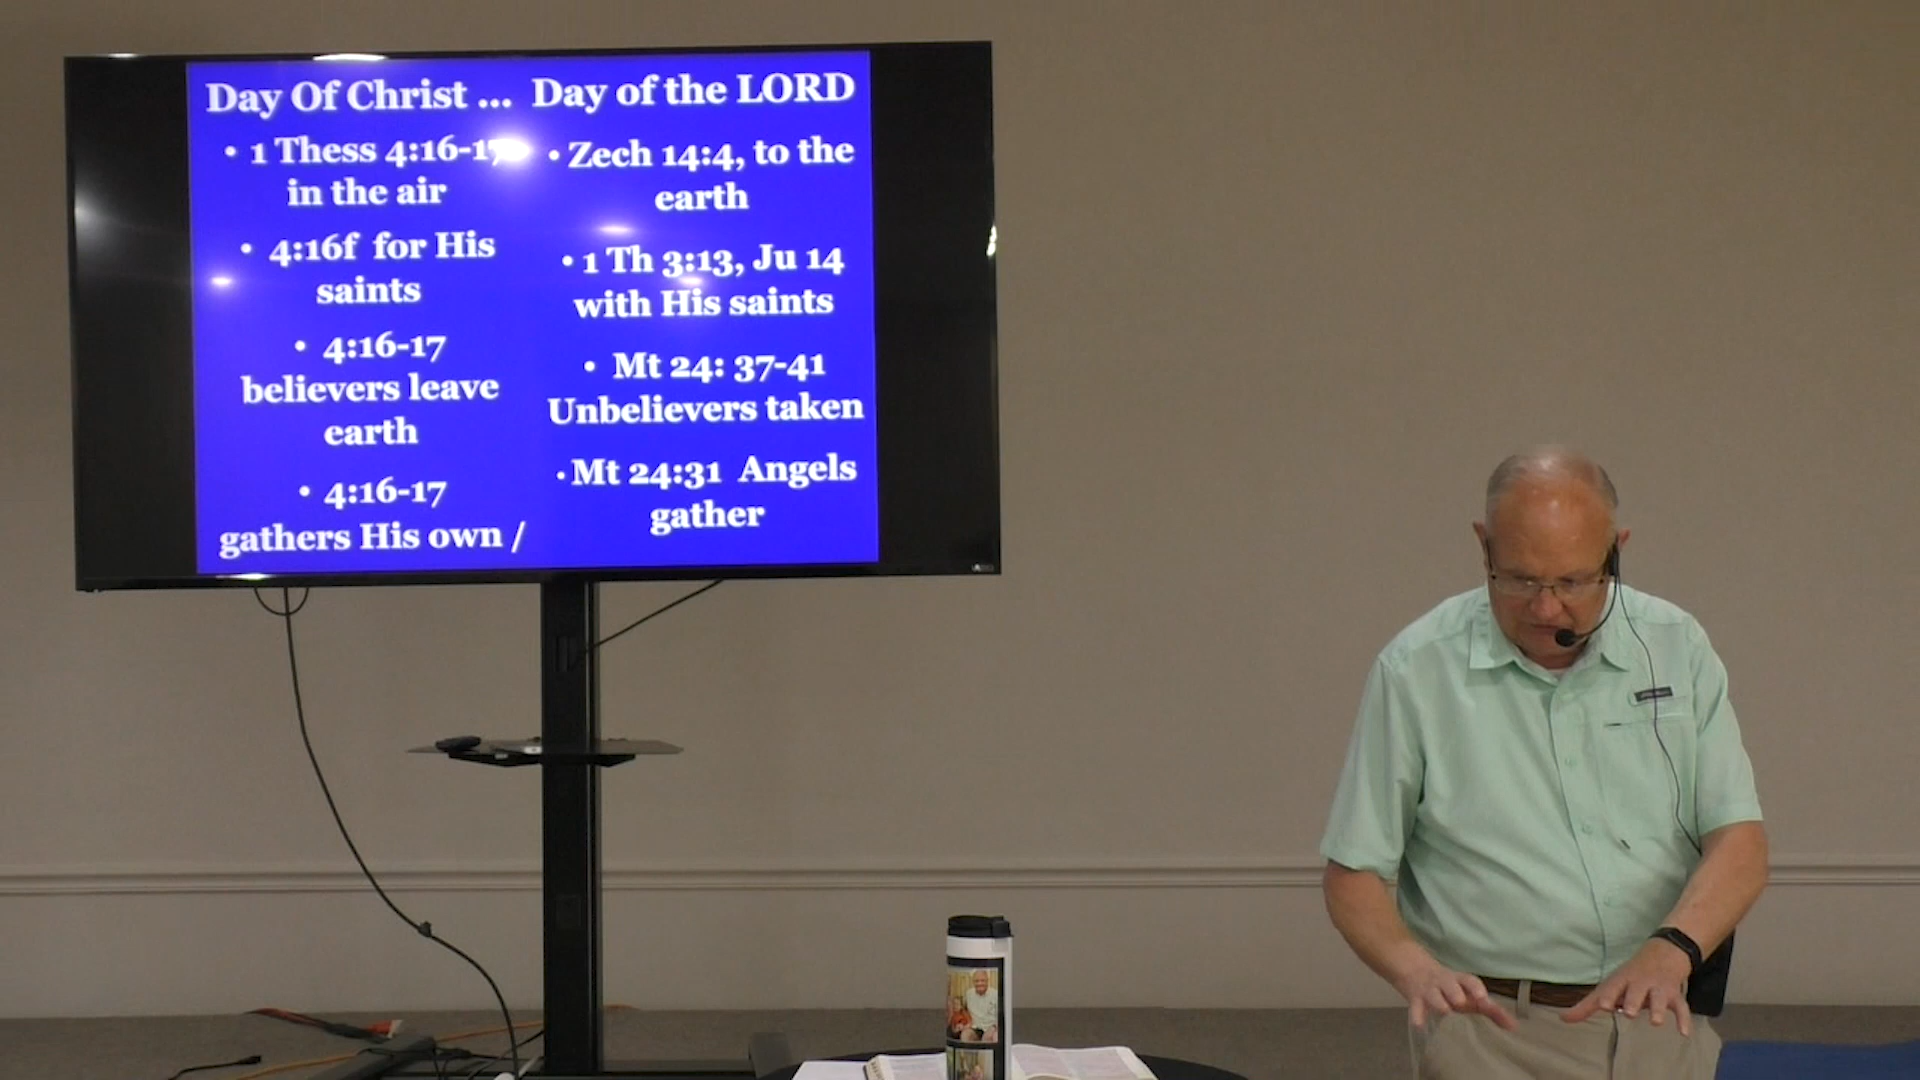 Day Of Christ ... Day of the LORD
• 1 Thess 4:16-17
in the air
• 4:16f for His
saints
• 4:16-17
believers leave
earth
• 4:16-17
gathers His own /
• Zech 14:4, to the
earth
• 1 Th 3:13, Ju 14
with His saints
• Mt 24: 37-41
Unbelievers taken
• Mt 24:31 Angels
gather